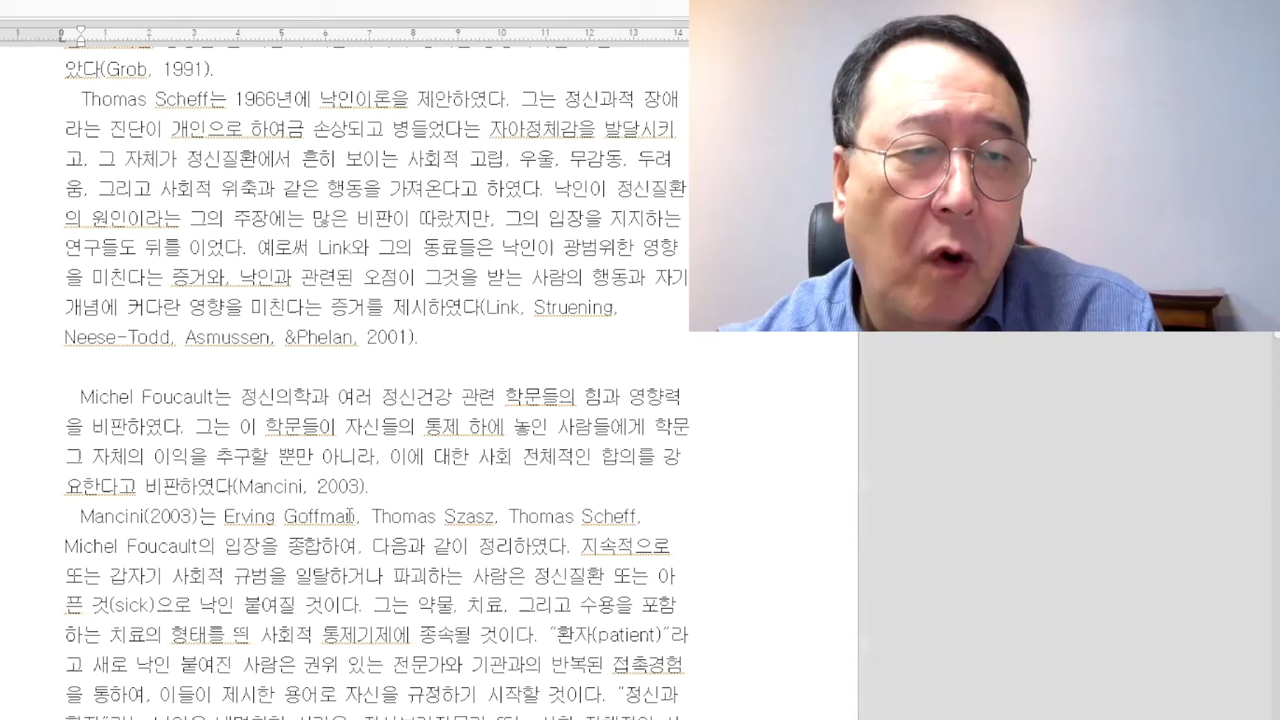 1 0 1 2 3 4 5 6 7 8 9 10 11 12 13 14
았다(Grob, 1991).
Thomas Scheff는 1966년에 낙인이론을 제안하였다. 그는 정신과적 장애
라는 진단이 개인으로 하여금 손상되고 병들었다는 자아정체감을 발달시키
고, 그 자체가 정신질환에서 흔히 보이는 사회적 고립, 우울, 무감동, 두려
움, 그리고 사회적 위축과 같은 행동을 가져온다고 하였다. 낙인이 정신질환
의 원인이라는 그의 주장에는 많은 비판이 따랐지만, 그의 입장을 지지하는
연구들도 뒤를 이었다. 예로써 Link와 그의 동료들은 낙인이 광범위한 영향
을 미친다는 증거와, 낙인과 관련된 오점이 그것을 받는 사람의 행동과 자기
개념에 커다란 영향을 미친다는 증거를 제시하였다(Link, Struening,
Neese-Todd, Asmussen, &Phelan, 2001).
Michel Foucault는 정신의학과 여러 정신건강 관련 학문들의 힘과 영향력
을 비판하였다. 그는 이 학문들이 자신들의 통제 하에 놓인 사람들에게 학문
그 자체의 이익을 추구할 뿐만 아니라, 이에 대한 사회 전체적인 합의를 강
요한다고 비판하였다(Mancini, 2003).
Mancini(2003)는 Erving Goffman, Thomas Szasz, Thomas Scheff,
Michel Foucault의 입장을 종합하여, 다음과 같이 정리하였다. 지속적으로
또는 갑자기 사회적 규범을 일탈하거나 파괴하는 사람은 정신질환 또는 아
픈 것(sick)으로 낙인 붙여질 것이다. 그는 약물, 치료, 그리고 수용을 포함
하는 치료의 형태를 띈 사회적 통제기제에 종속될 것이다. “환자(patient)”라
고 새로 낙인 붙여진 사람은 권위 있는 전문가와 기관과의 반복된 접촉경험
을 통하여, 이들이 제시한 용어로 자신을 규정하기 시작할 것이다. “정신과